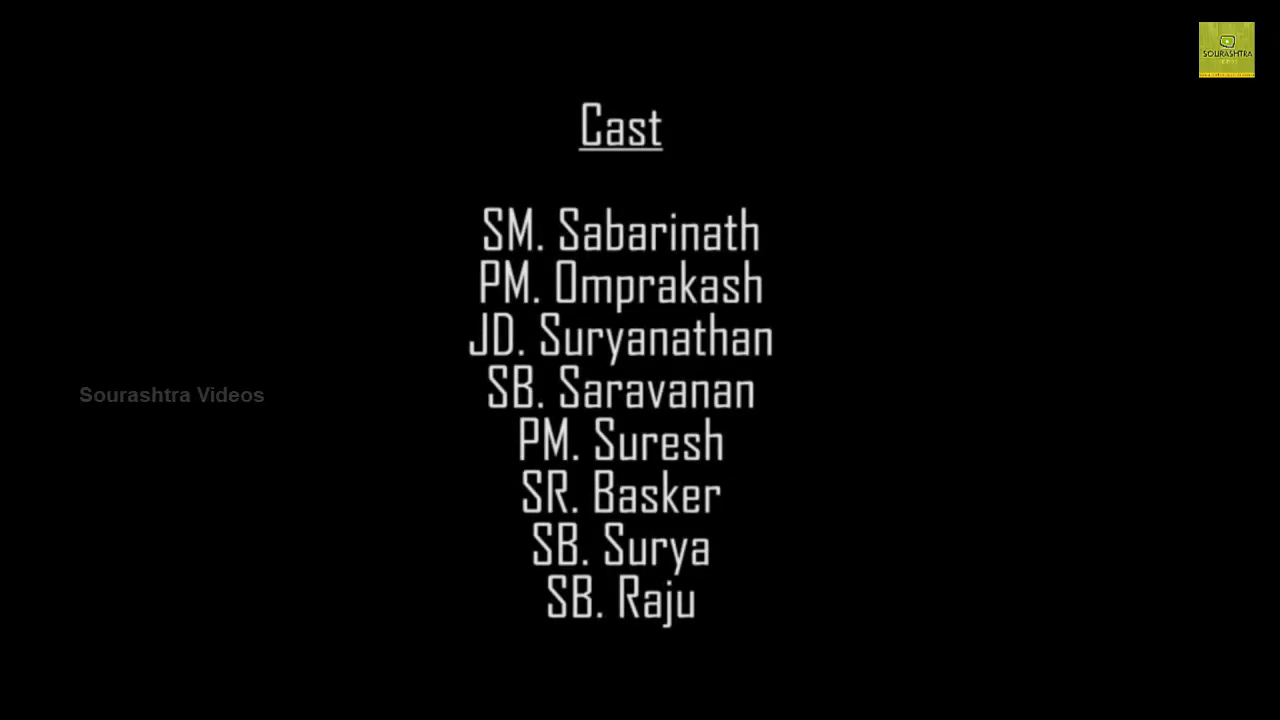 SOURASHTRA
Cast
SM. Sabarinath
PM. Omprakash
JD. Suryanathan
SB. Saravanan
Sourashtra Videos
PM. Suresh
SR. Basker
SB. Surya
SB. Raju